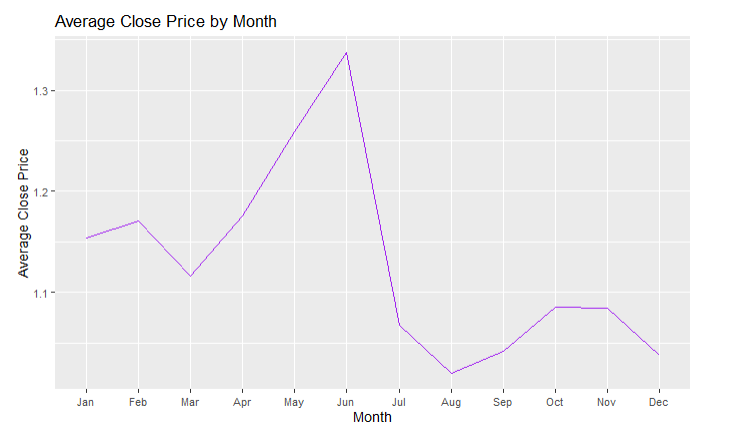 Average Close Price by Month
Average Close Price
1.3
1.2
1.1
Jan Feb Mar Apr May Jun Jul Aug Sep Oct Nov Dec
Month